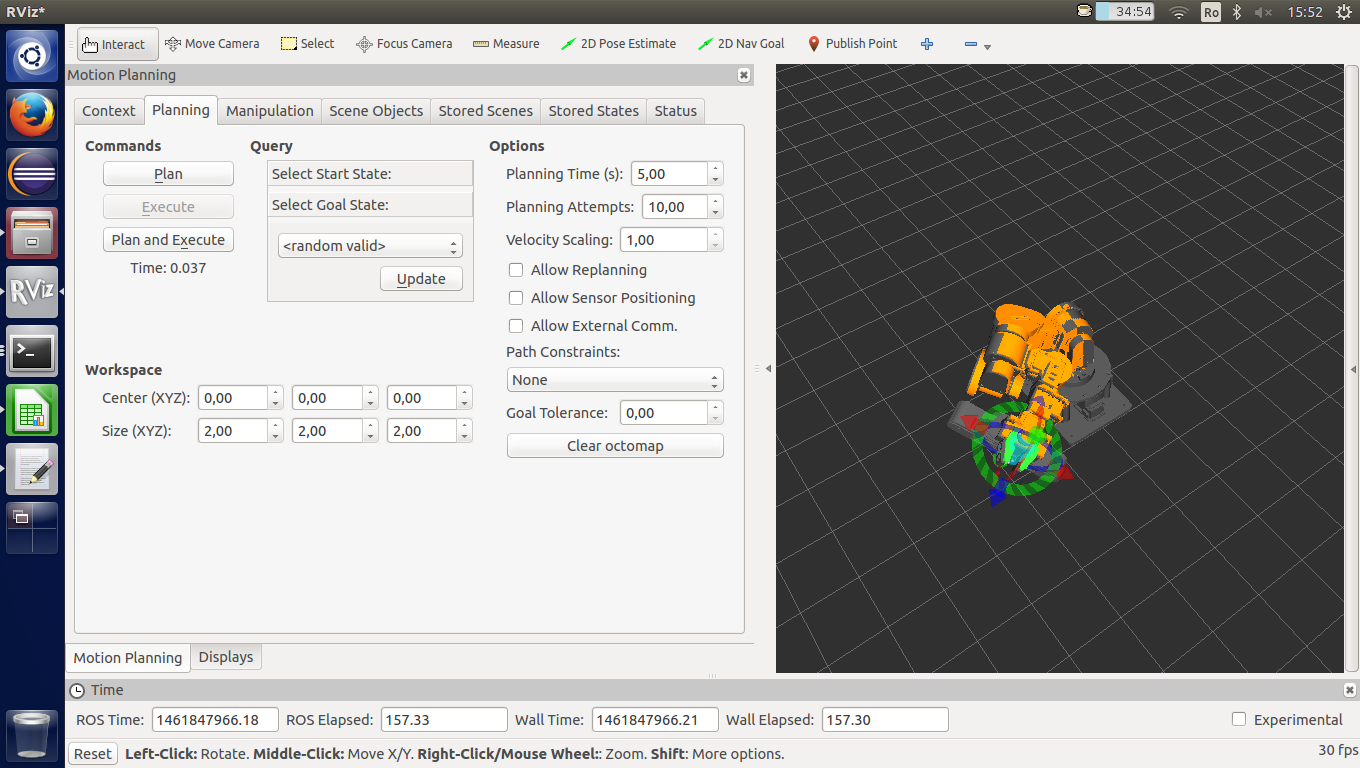 RViz*
34:54
Ro
15:52
Interact
Move Camera
Select
Focus Camera
Measure
2D Pose Estimate
2D Nav Goal
Publish Point
Motion Planning
Context
Planning
Manipulation
Scene Objects
Stored Scenes
Stored States
Status
Commands
Plan
Execute
Plan and Execute
Time: 0.037
Query
Select Start State:
Select Goal State:
<random valid>
Update
Options
Planning Time (s): 5,00
Planning Attempts: 10,00
Velocity Scaling: 1,00
Allow Replanning
Allow Sensor Positioning
Allow External Comm.
Path Constraints:
None
Goal Tolerance: 0,00
Clear octomap
Workspace
Center (XYZ): 0,00 0,00 0,00
Size (XYZ): 2,00 2,00 2,00
RViz
>_
Motion Planning
Displays
Time
ROS Time: 1461847966.18 ROS Elapsed: 157.33 Wall Time: 1461847966.21 Wall Elapsed: 157.30 Experimental
Reset Left-Click: Rotate. Middle-Click: Move X/Y. Right-Click/Mouse Wheel:: Zoom. Shift: More options. 30 fps